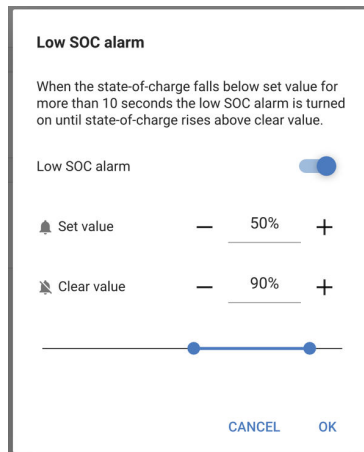 Low SOC alarm
When the state-of-charge falls below set value for
more than 10 seconds the low SOC alarm is turned
on until state-of-charge rises above clear value.
Low SOC alarm
Set value − 50% +
Clear value − 90% +
CANCEL OK